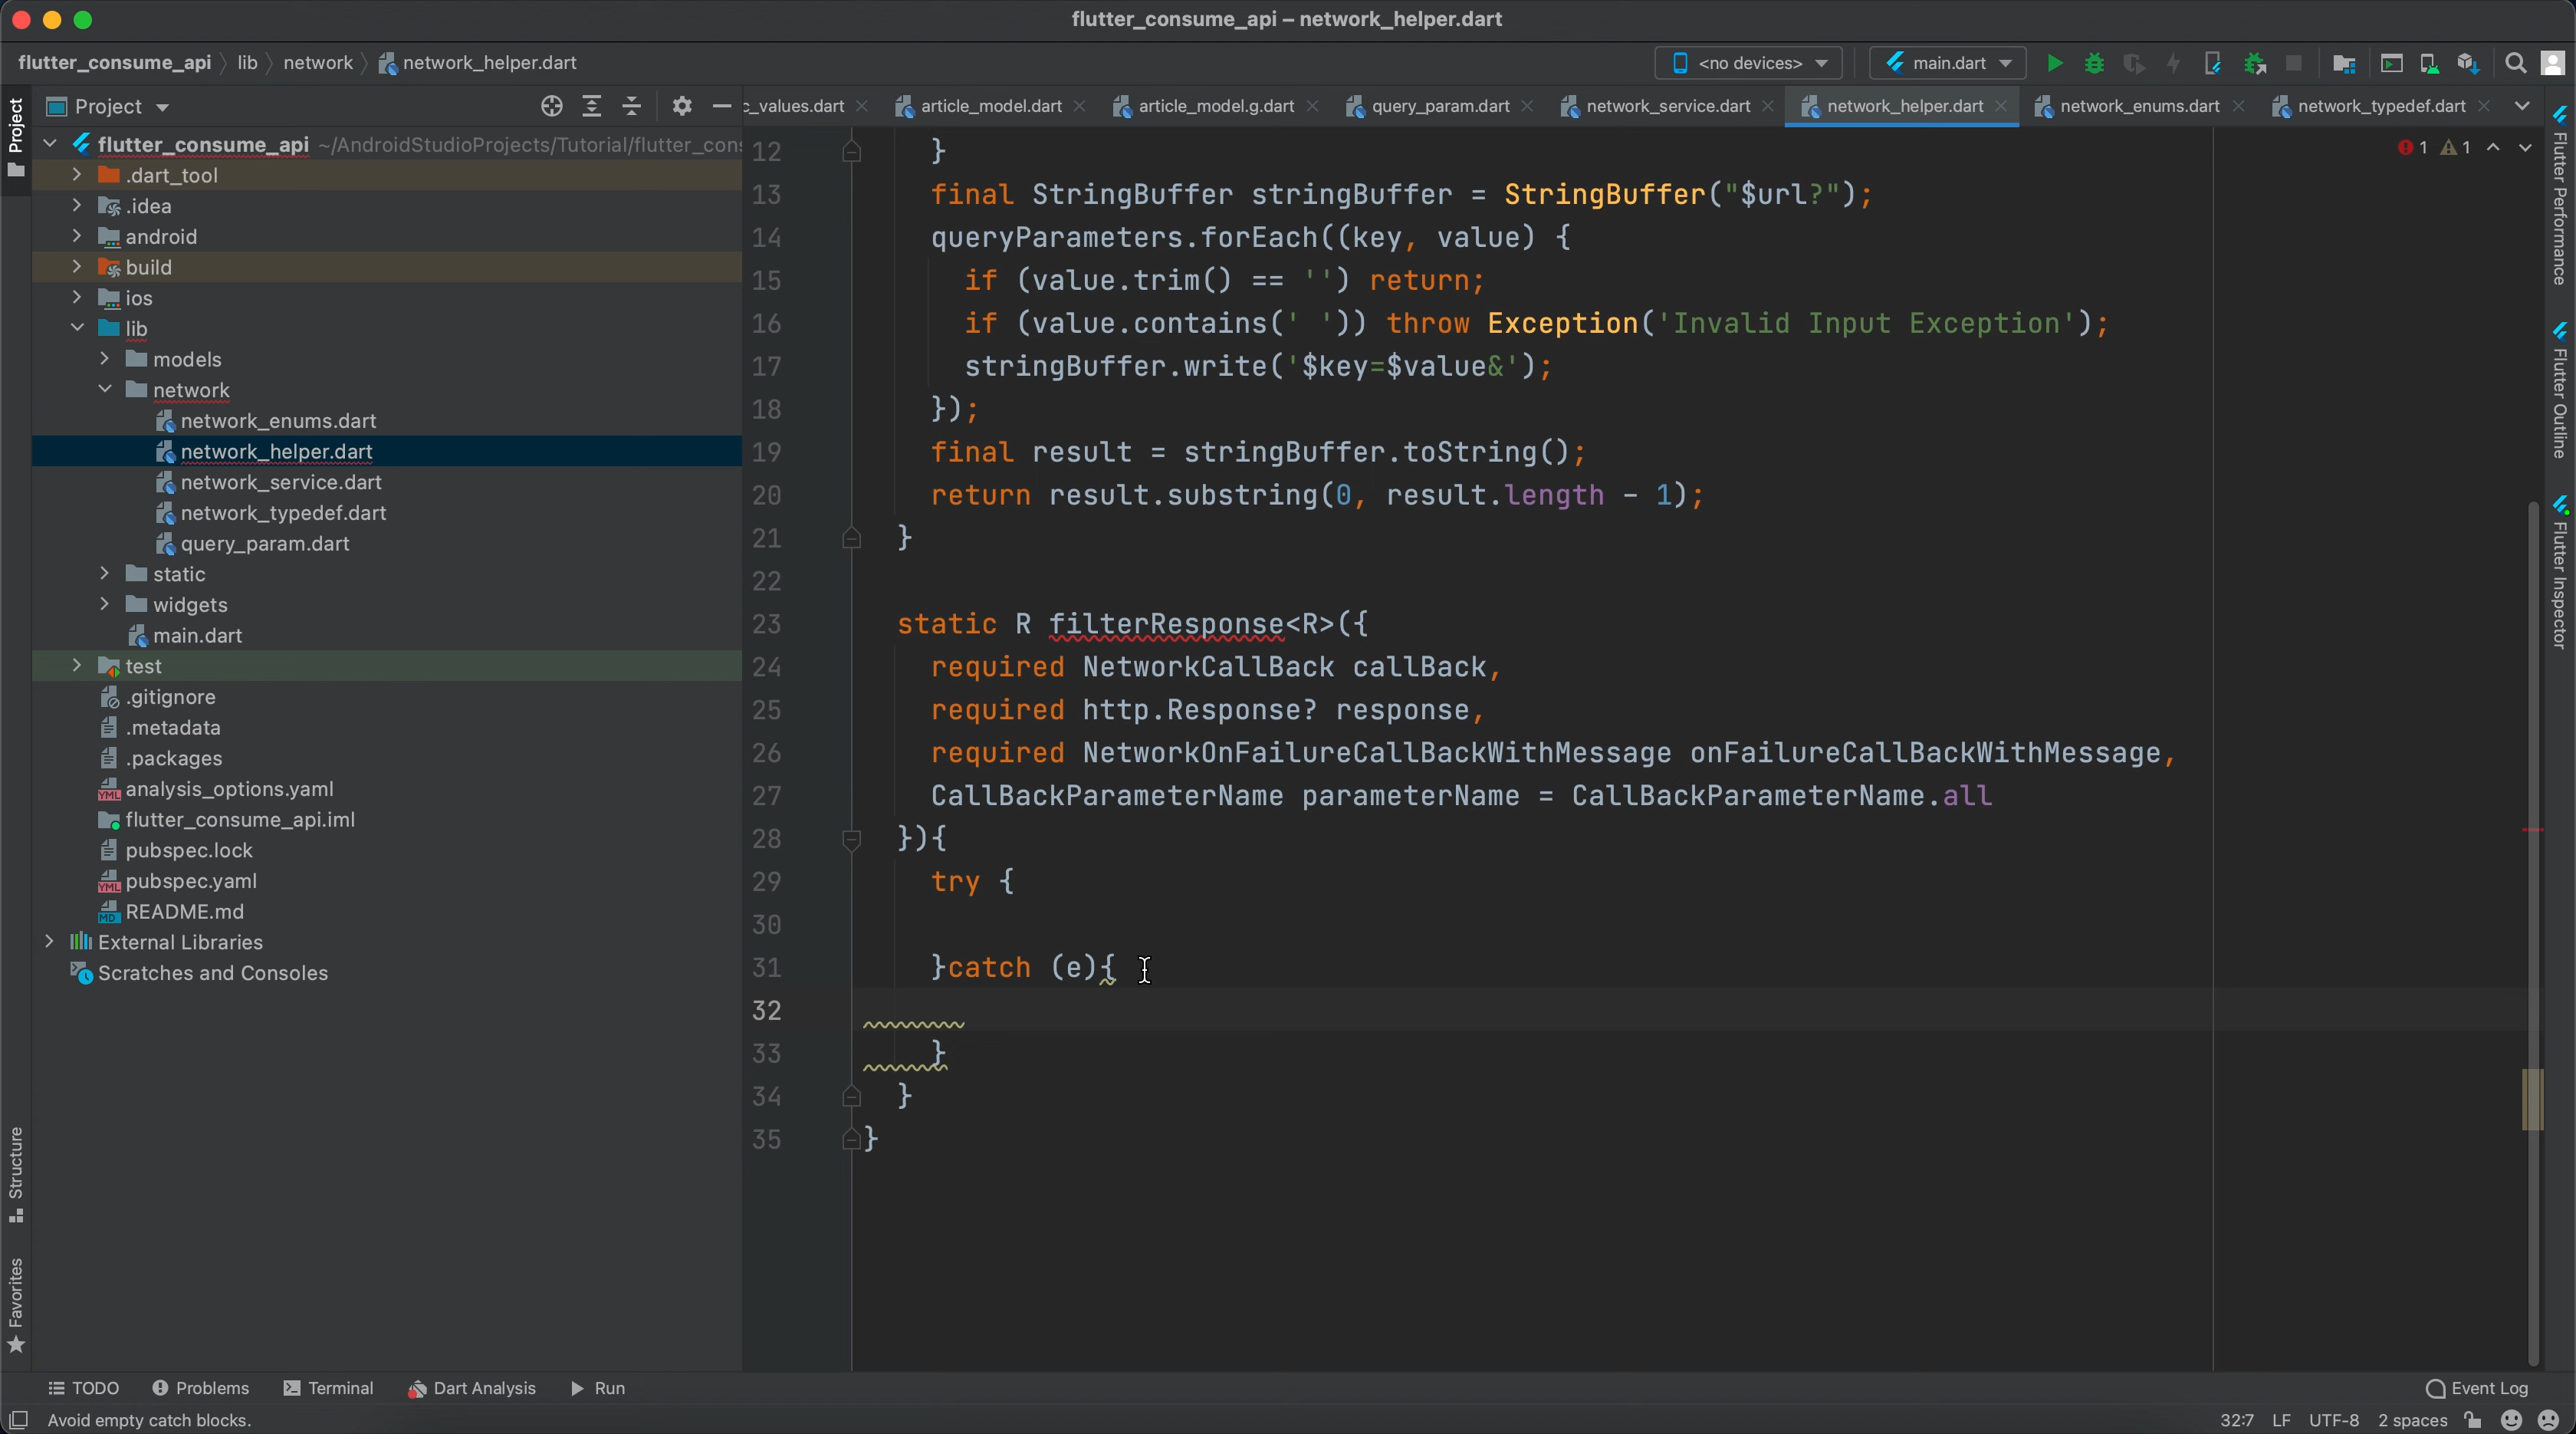 flutter_consume_api – network_helper.dart
flutter_consume_api lib network network_helper.dart
<no devices> main.dart
Project
c_values.dart article_model.dart article_model.g.dart query_param.dart network_service.dart network_helper.dart network_enums.dart network_typedef.dart
Project
flutter_consume_api ~/AndroidStudioProjects/Tutorial/flutter_con
.dart_tool
.idea
android
build
ios
lib
models
network
network_enums.dart
network_helper.dart
network_service.dart
network_typedef.dart
query_param.dart
static
widgets
main.dart
test
.gitignore
.metadata
.packages
YML analysis_options.yaml
flutter_consume_api.iml
pubspec.lock
YML pubspec.yaml
MD README.md
External Libraries
Scratches and Consoles
Structure
Favorites
1 1
12 }
13 final StringBuffer stringBuffer = StringBuffer("$url?");
14 queryParameters.forEach((key, value) {
15 if (value.trim() == '') return;
16 if (value.contains(' ')) throw Exception('Invalid Input Exception');
17 stringBuffer.write('$key=$value&');
18 });
19 final result = stringBuffer.toString();
20 return result.substring(0, result.length - 1);
21 }
22
23 static R filterResponse<R>({
24 required NetworkCallBack callBack,
25 required http.Response? response,
26 required NetworkOnFailureCallBackWithMessage onFailureCallBackWithMessage,
27 CallBackParameterName parameterName = CallBackParameterName.all
28 }){
29 try {
30
31 }catch (e){
32
33 }
34 }
35 }
Flutter Performance
Flutter Outline
Flutter Inspector
TODO Problems Terminal Dart Analysis Run Event Log
Avoid empty catch blocks. 32:7 LF UTF-8 2 spaces